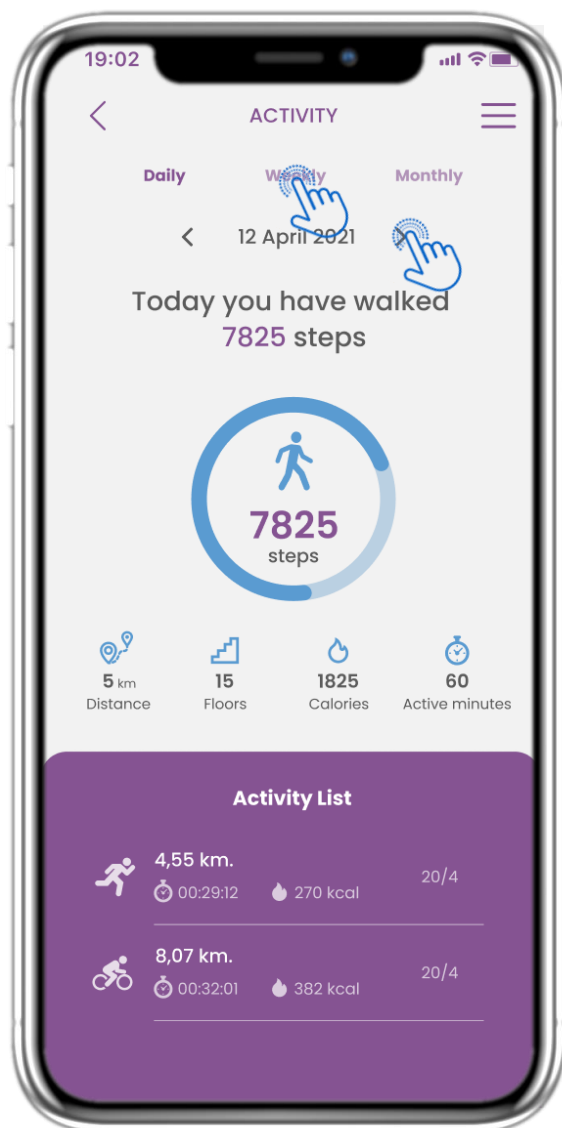 19:02
ACTIVITY
Daily Weekly Monthly
12 April 2021
Today you have walked
7825 steps
7825
steps
5 km 15 1825 60
Distance Floors Calories Active minutes
Activity List
4,55 km.
00:29:12 270 kcal 20/4
8,07 km.
00:32:01 382 kcal 20/4